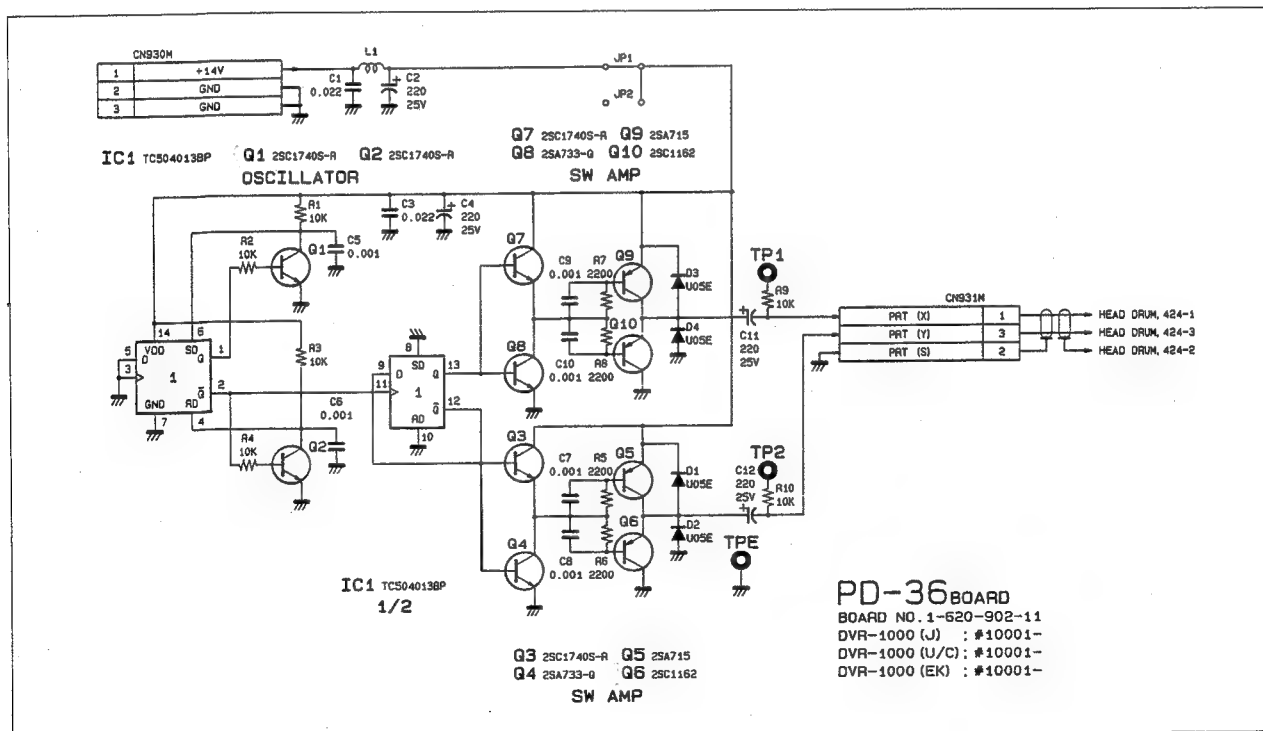 CN930M
1 +14V
2 GND
3 GND
L1
C1
0.022
C2
220
25V
JP1
JP2
Q7 2SC1740S-R Q9 2SA715
Q8 2SA733-Q Q10 2SC1162
SW AMP
IC1 TC504013BP
Q1 2SC1740S-R Q2 2SC1740S-R
OSCILLATOR
R1
10K
C3
0.022
C4
220
25V
R2
10K
Q1
C5
0.001
Q7
C9
0.001
R7
2200
Q9
D3
U05E
TP1
R9
10K
14
6
5
3
VDD
SD
D
Q
1
1
Q
2
GND
RD
7
4
R3
10K
C6
0.001
R4
10K
Q2
8
SD
9
D
Q
13
11
1
Q
12
RD
10
Q8
C10
0.001
R8
2200
Q10
D4
U05E
C11
220
25V
CN931M
PRT (X) 1 HEAD DRUM, 424-1
PRT (Y) 3 HEAD DRUM, 424-3
PRT (S) 2 HEAD DRUM, 424-2
Q3
C7
0.001
R5
2200
Q5
D1
U05E
TP2
C12
220
25V
R10
10K
Q4
C8
0.001
R6
2200
Q6
D2
U05E
TPE
IC1 TC504013BP
1/2
Q3 2SC1740S-R Q5 2SA715
Q4 2SA733-Q Q6 2SC1162
SW AMP
PD-36 BOARD
BOARD NO. 1-620-902-11
DVR-1000 (J) : #10001-
DVR-1000 (U/C) : #10001-
DVR-1000 (EK) : #10001-